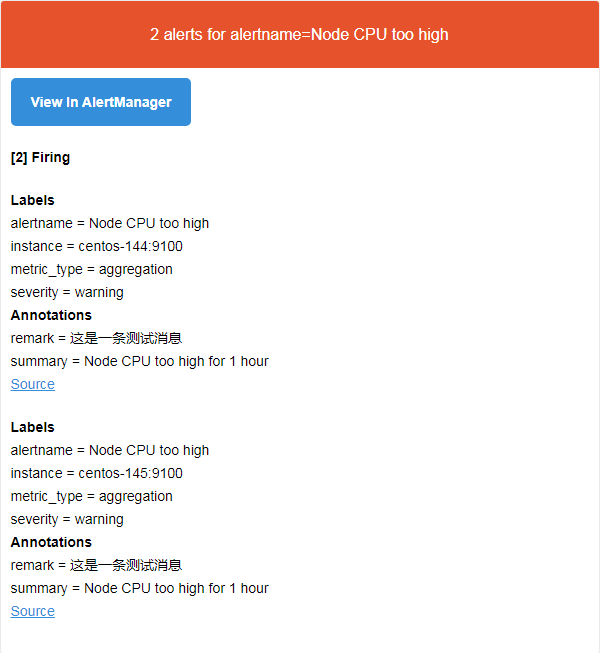 2 alerts for alertname=Node CPU too high
View in AlertManager
[2] Firing
Labels
alertname = Node CPU too high
instance = centos-144:9100
metric_type = aggregation
severity = warning
Annotations
remark = 这是一条测试消息
summary = Node CPU too high for 1 hour
Source
Labels
alertname = Node CPU too high
instance = centos-145:9100
metric_type = aggregation
severity = warning
Annotations
remark = 这是一条测试消息
summary = Node CPU too high for 1 hour
Source